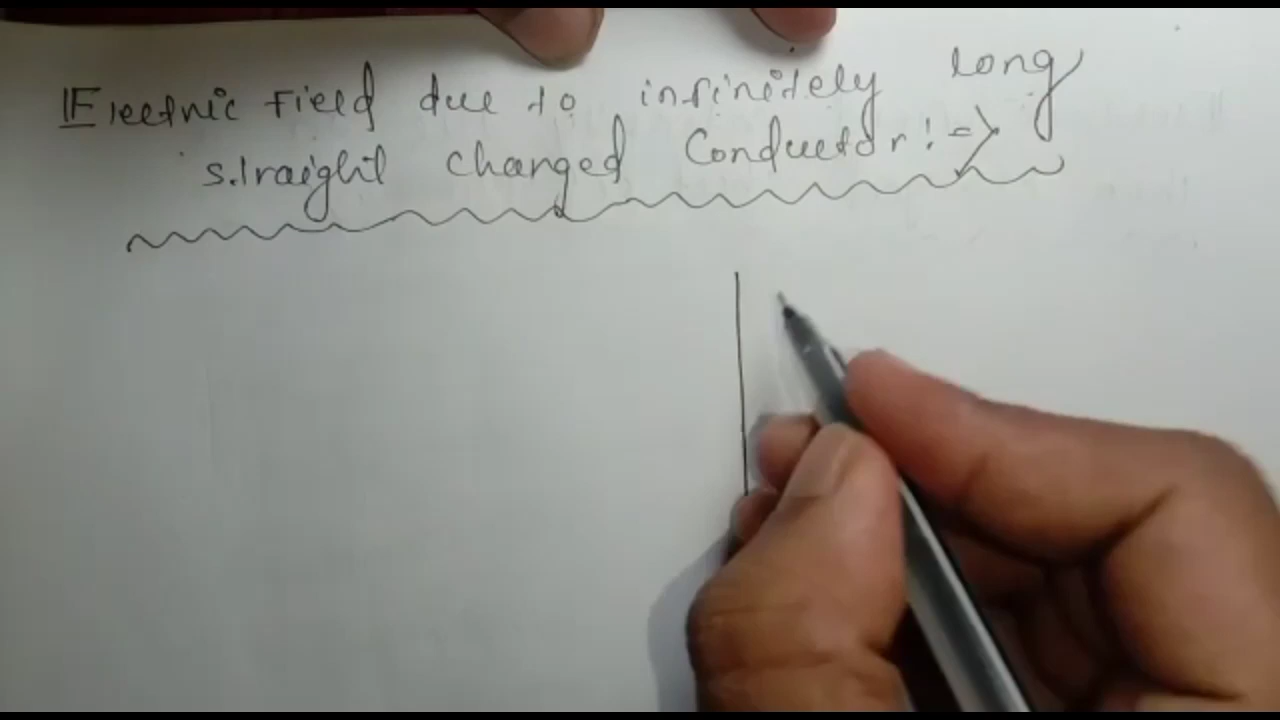 Electric Field due to infinitely long
straight charged Conductor :=>